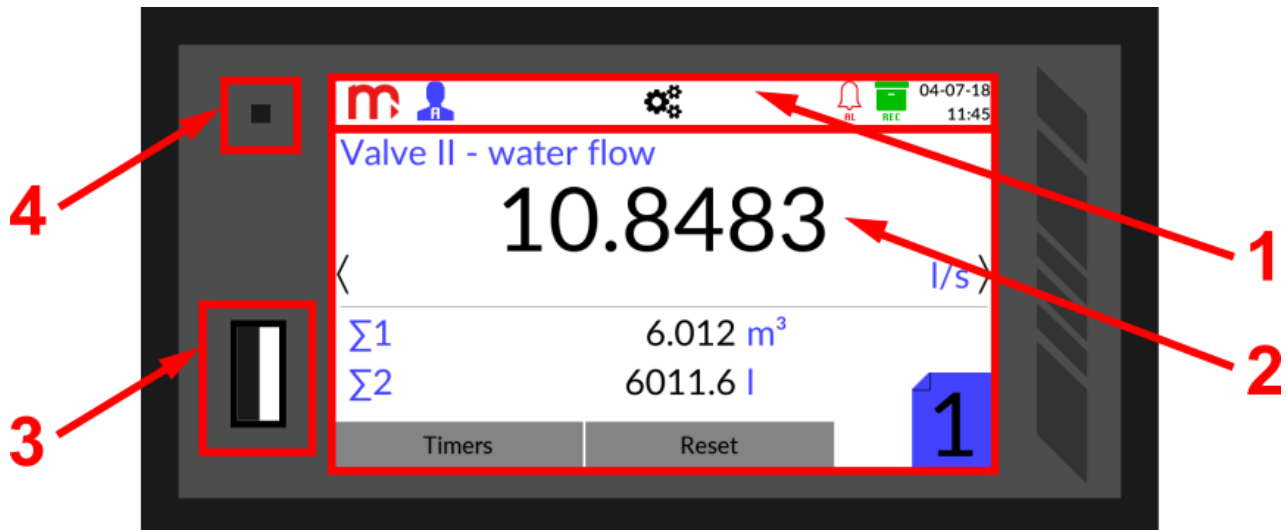 m
A
AL
REC
04-07-18
11:45
4
Valve II - water flow
10.8483
1
l/s
∑1 6.012 m³
2
∑2 6011.6 l
3
Timers Reset
1